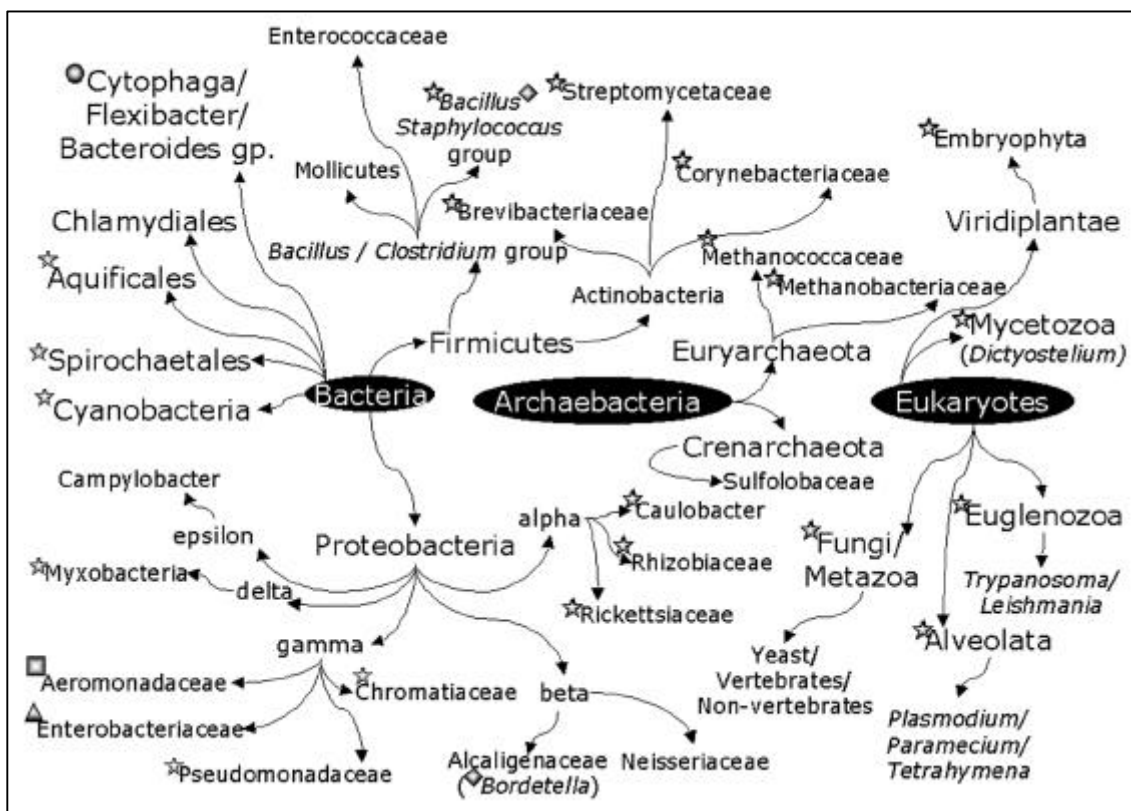 Enterococcaceae
Cytophaga/
Flexibacter/
Bacteroides gp.
Bacillus
Staphylococcus
group
Streptomycetaceae
Embryophyta
Mollicutes
Corynebacteriaceae
Chlamydiales
Brevibacteriaceae
Viridiplantae
Bacillus / Clostridium group
Methanococcaceae
Aquificales
Methanobacteriaceae
Actinobacteria
Mycetozoa
(Dictyostelium)
Firmicutes
Euryarchaeota
Spirochaetales
Bacteria
Archaebacteria
Eukaryotes
Cyanobacteria
Crenarchaeota
Sulfolobaceae
Campylobacter
epsilon
Proteobacteria
alpha
Caulobacter
Euglenozoa
Fungi/
Metazoa
Rhizobiaceae
Myxobacteria
delta
Trypanosoma/
Leishmania
Rickettsiaceae
gamma
Alveolata
Yeast/
Vertebrates/
Non-vertebrates
Aeromonadaceae
Chromatiaceae
beta
Enterobacteriaceae
Plasmodium/
Paramecium/
Tetrahymena
Pseudomonadaceae
Alcaligenaceae
(Bordetella)
Neisseriaceae